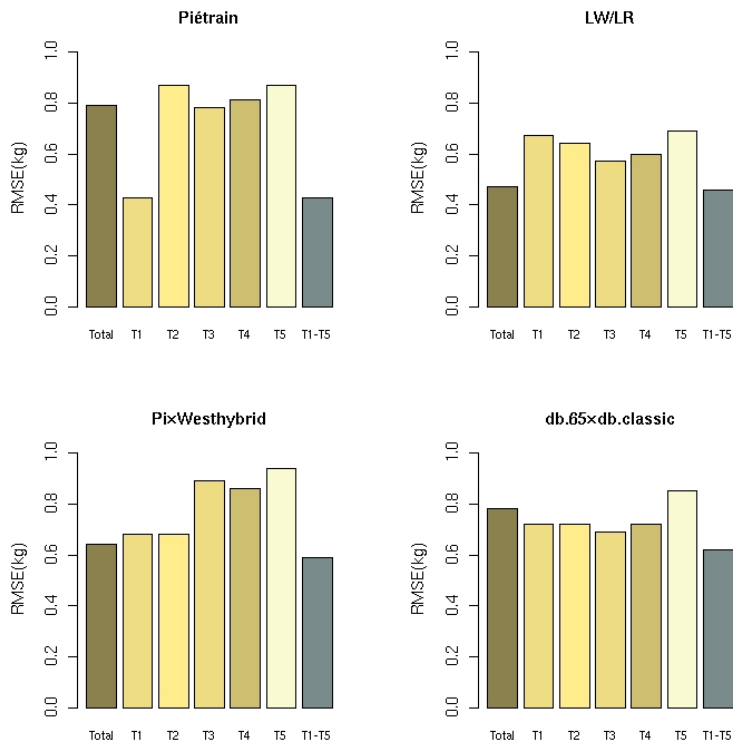 Piétrain
RMSE(kg)
0.0 0.2 0.4 0.6 0.8 1.0
Total T1 T2 T3 T4 T5 T1-T5
LW/LR
RMSE(kg)
0.0 0.2 0.4 0.6 0.8 1.0
Total T1 T2 T3 T4 T5 T1-T5
Pi×Westhybrid
RMSE(kg)
0.0 0.2 0.4 0.6 0.8 1.0
Total T1 T2 T3 T4 T5 T1-T5
db.65×db.classic
RMSE(kg)
0.0 0.2 0.4 0.6 0.8 1.0
Total T1 T2 T3 T4 T5 T1-T5